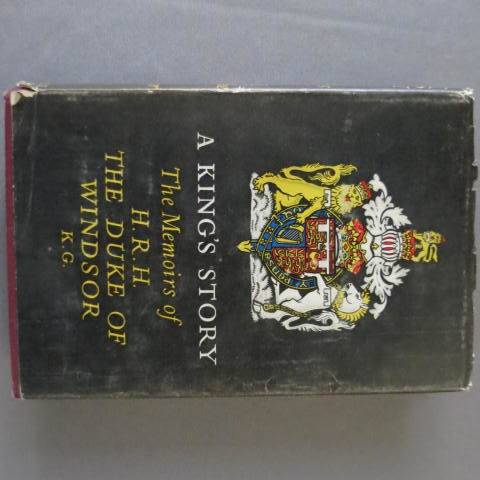 A KING'S STORY
The Memoirs of
H.R.H
THE DUKE OF
WINDSOR
K.G.